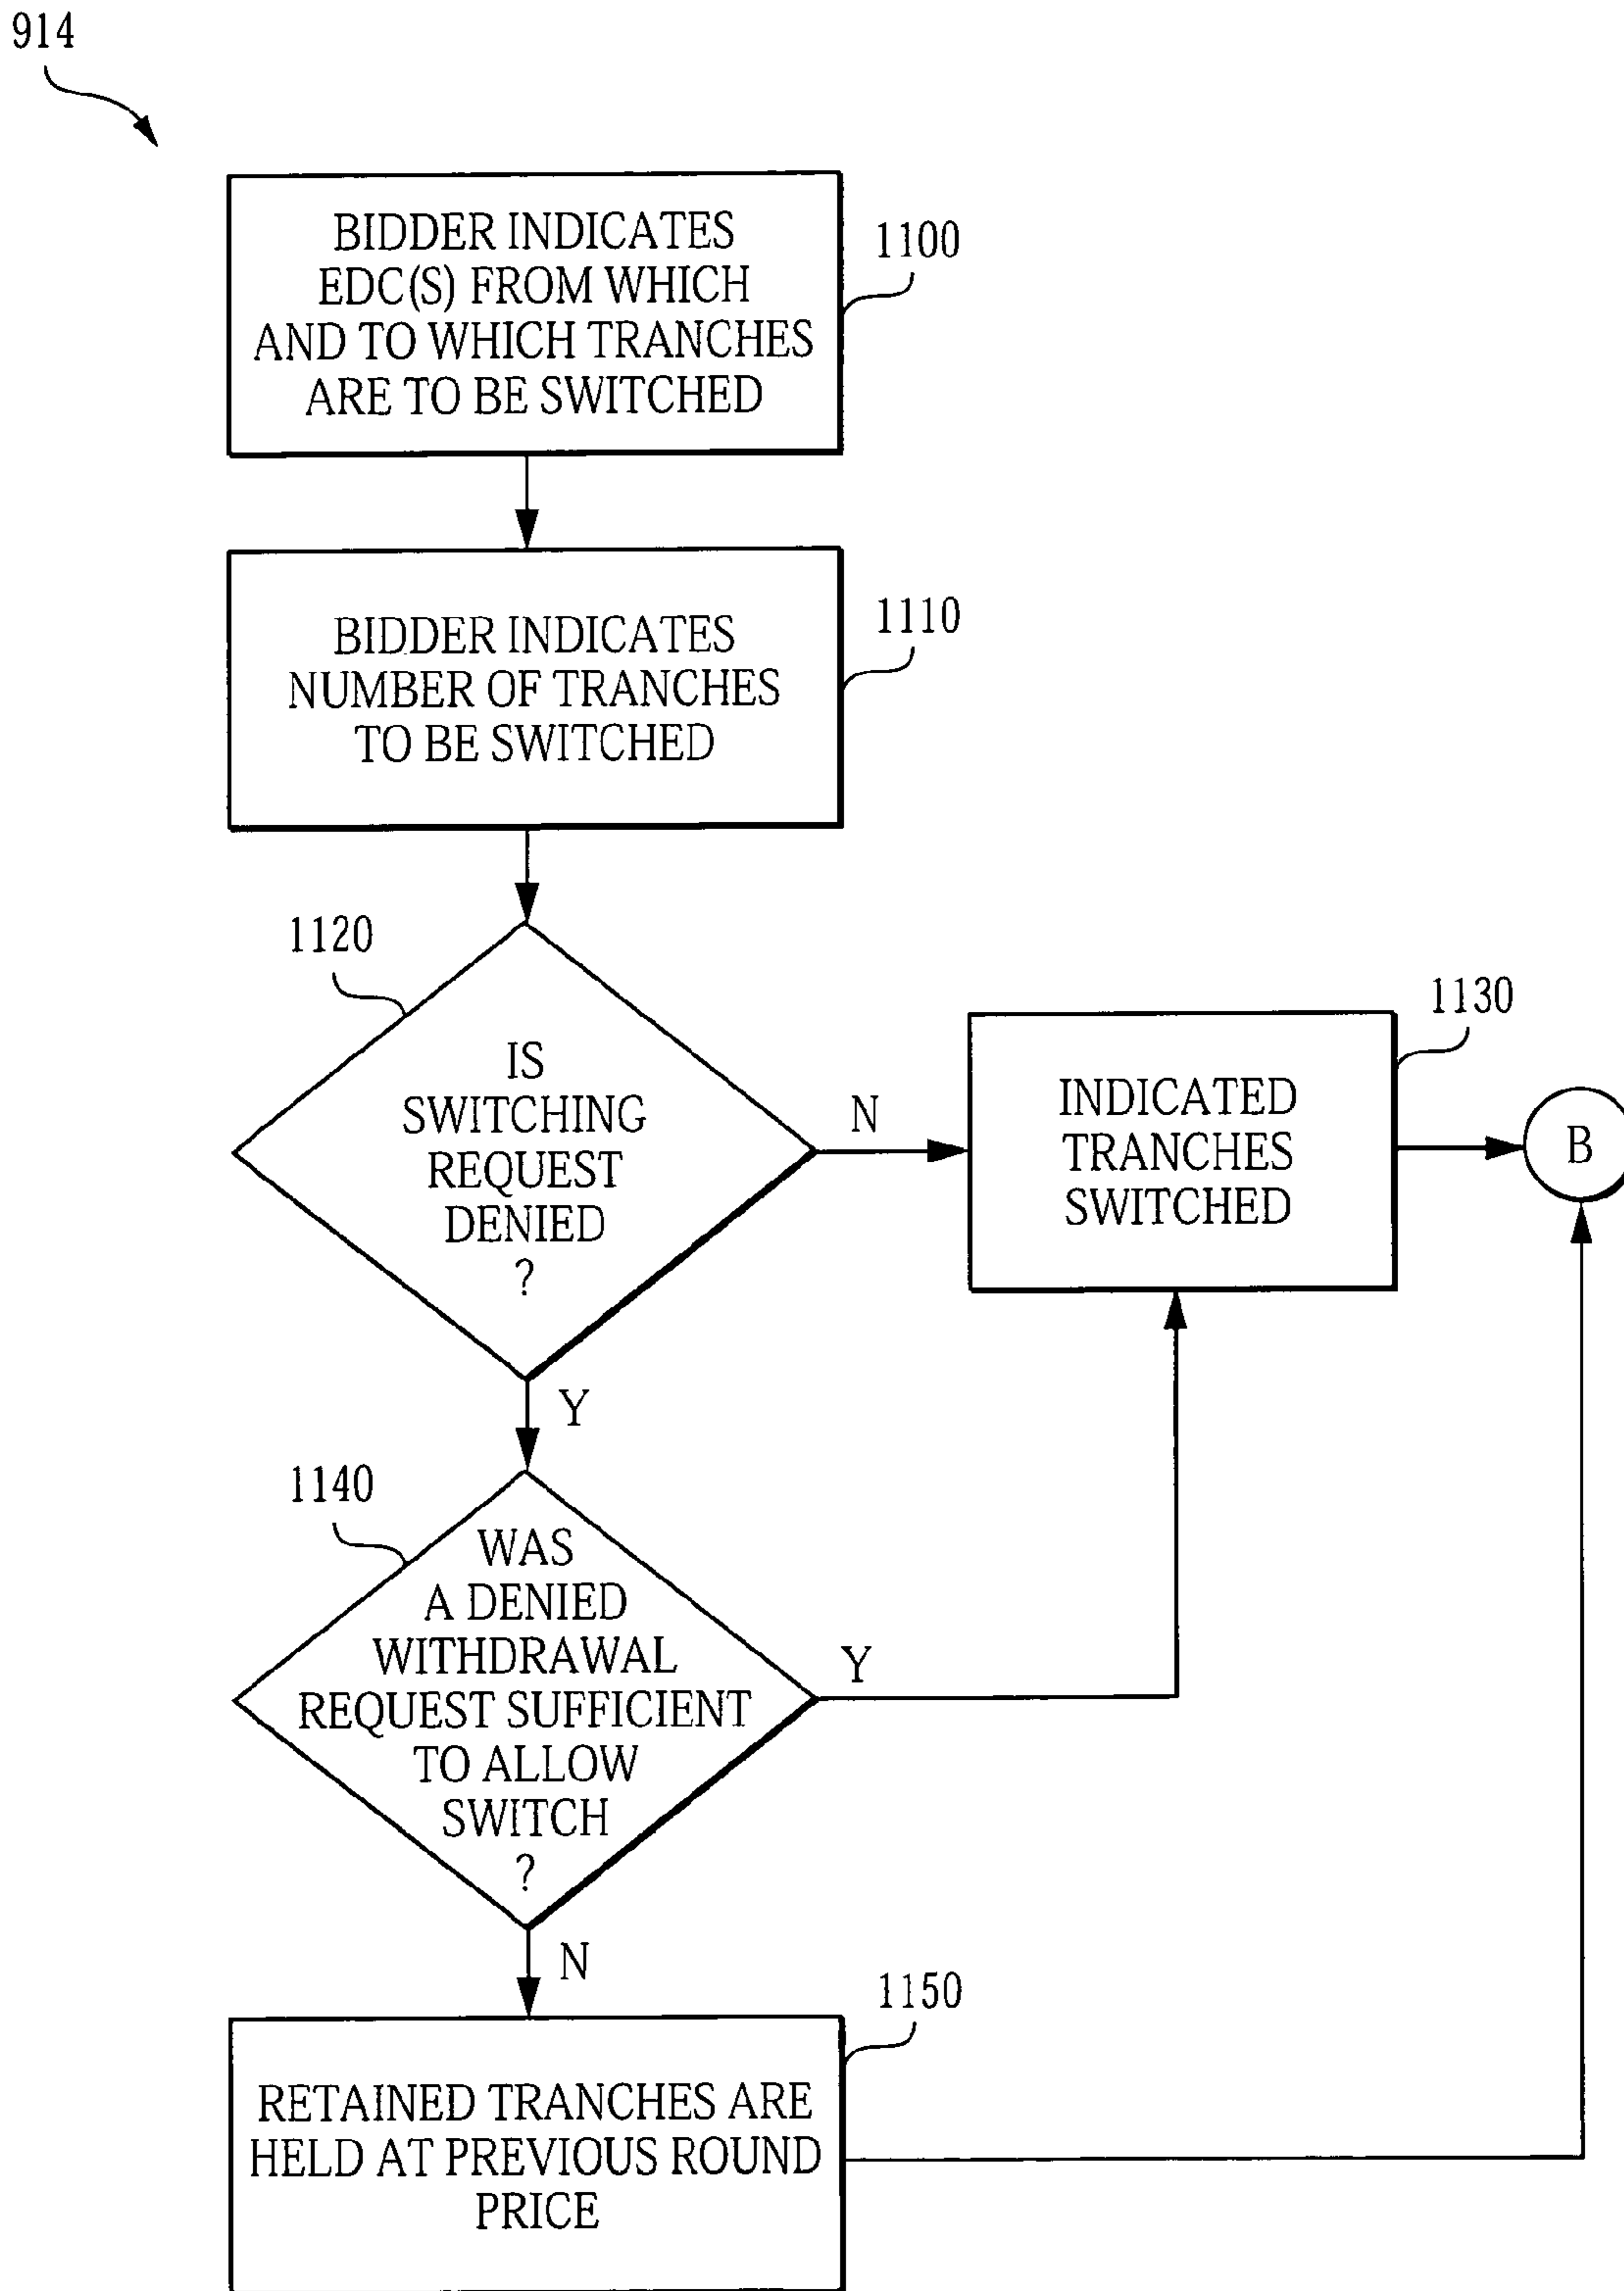 914
BIDDER INDICATES
EDC(S) FROM WHICH
AND TO WHICH TRANCHES
ARE TO BE SWITCHED
1100
BIDDER INDICATES
NUMBER OF TRANCHES
TO BE SWITCHED
1110
1120
IS
SWITCHING
REQUEST
DENIED
?
N
Y
1130
INDICATED
TRANCHES
SWITCHED
B
1140
WAS
A DENIED
WITHDRAWAL
REQUEST SUFFICIENT
TO ALLOW
SWITCH
?
Y
N
1150
RETAINED TRANCHES ARE
HELD AT PREVIOUS ROUND
PRICE